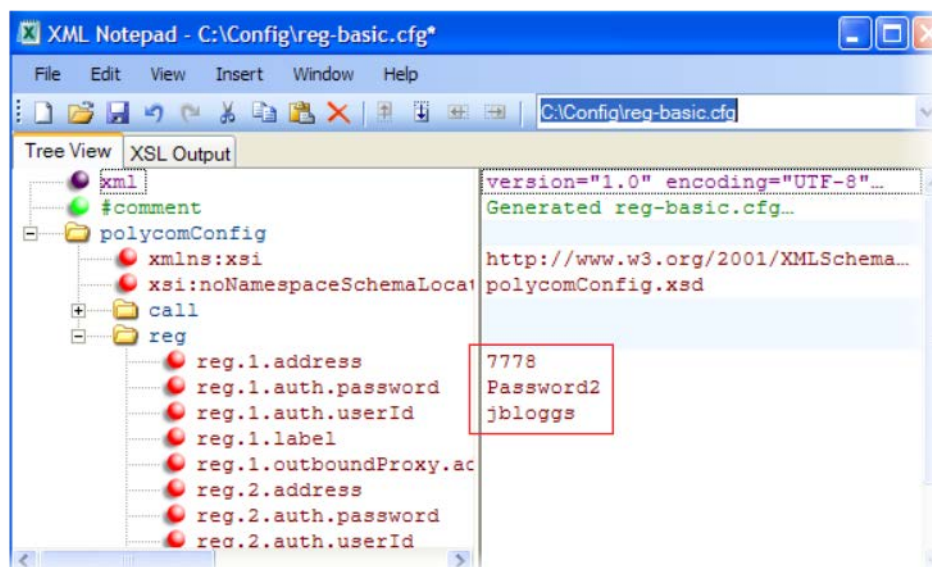 XML Notepad - C:\Config\reg-basic.cfg*
File Edit View Insert Window Help
C:\Config\reg-basic.cfg
Tree View XSL Output
xml version="1.0" encoding="UTF-8"…
#comment Generated reg-basic.cfg…
polycomConfig
xmlns:xsi http://www.w3.org/2001/XMLSchema…
xsi:noNamespaceSchemaLocat polycomConfig.xsd
call
reg
reg.1.address 7778
reg.1.auth.password Password2
reg.1.auth.userId jbloggs
reg.1.label
reg.1.outboundProxy.ad
reg.2.address
reg.2.auth.password
reg.2.auth.userId